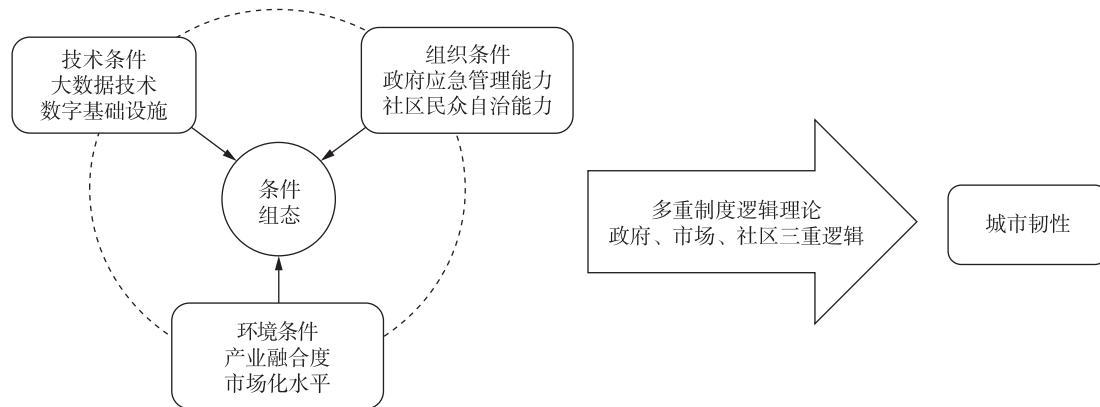 技术条件
大数据技术
数字基础设施
组织条件
政府应急管理能力
社区民众自治能力
条件
组态
环境条件
产业融合度
市场化水平
多重制度逻辑理论
政府、市场、社区三重逻辑
城市韧性